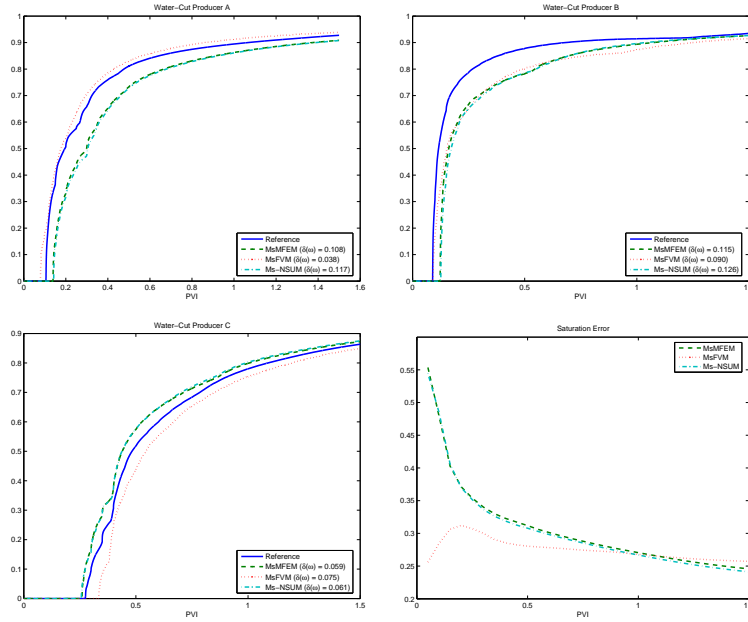 Water−Cut Producer A
1
0.9
0.8
0.7
0.6
0.5
0.4
0.3
0.2
0.1
0
0 0.2 0.4 0.6 0.8 1 1.2 1.4 1.6
PVI
Reference
MsMFEM (δ(ω) = 0.108)
MsFVM (δ(ω) = 0.038)
Ms−NSUM (δ(ω) = 0.117)
Water−Cut Producer B
1
0.9
0.8
0.7
0.6
0.5
0.4
0.3
0.2
0.1
0
0 0.5 1 1.
PVI
Reference
MsMFEM (δ(ω) = 0.115)
MsFVM (δ(ω) = 0.090)
Ms−NSUM (δ(ω) = 0.126)
Water−Cut Producer C
0.9
0.8
0.7
0.6
0.5
0.4
0.3
0.2
0.1
0
0 0.5 1 1.5
PVI
Reference
MsMFEM (δ(ω) = 0.059)
MsFVM (δ(ω) = 0.075)
Ms−NSUM (δ(ω) = 0.061)
Saturation Error
0.55
0.5
0.45
0.4
0.35
0.3
0.25
0.2
0 0.5 1 1.
PVI
MsMFEM
MsFVM
Ms−NSUM